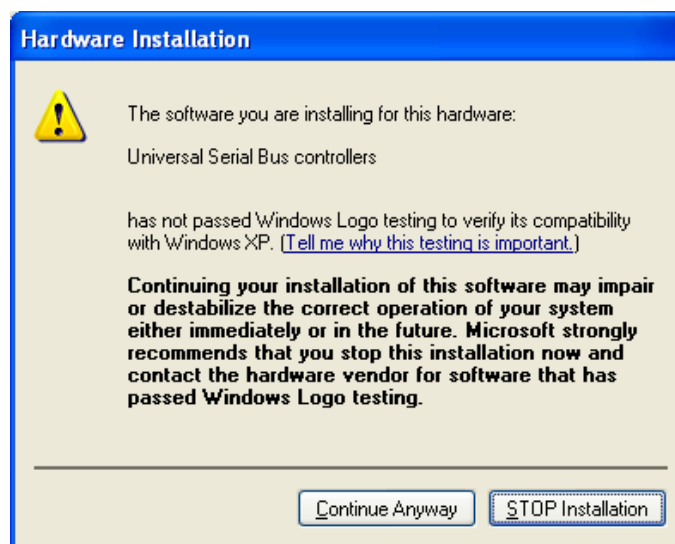 Hardware Installation
The software you are installing for this hardware:
Universal Serial Bus controllers
has not passed Windows Logo testing to verify its compatibility
with Windows XP. (Tell me why this testing is important.)
Continuing your installation of this software may impair
or destabilize the correct operation of your system
either immediately or in the future. Microsoft strongly
recommends that you stop this installation now and
contact the hardware vendor for software that has
passed Windows Logo testing.
Continue Anyway STOP Installation